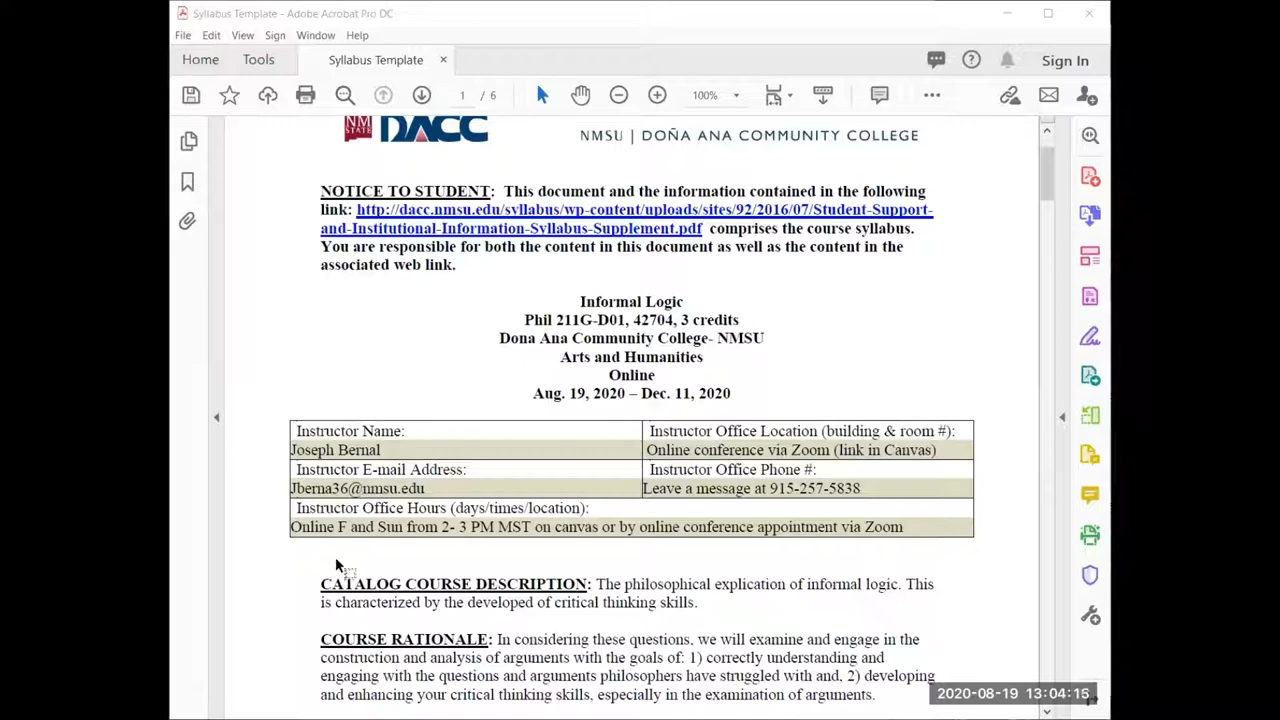 Syllabus Template - Adobe Acrobat Pro DC
File Edit View Sign Window Help
Home Tools Syllabus Template × Sign In
1 / 6 100%
NM STATE DACC NMSU | DOÑA ANA COMMUNITY COLLEGE
NOTICE TO STUDENT: This document and the information contained in the following
link: http://dacc.nmsu.edu/syllabus/wp-content/uploads/sites/92/2016/07/Student-Support-
and-Institutional-Information-Syllabus-Supplement.pdf comprises the course syllabus.
You are responsible for both the content in this document as well as the content in the
associated web link.
Informal Logic
Phil 211G-D01, 42704, 3 credits
Dona Ana Community College- NMSU
Arts and Humanities
Online
Aug. 19, 2020 – Dec. 11, 2020
Instructor Name: Instructor Office Location (building & room #):
Joseph Bernal Online conference via Zoom (link in Canvas)
Instructor E-mail Address: Instructor Office Phone #:
Jberna36@nmsu.edu Leave a message at 915-257-5838
Instructor Office Hours (days/times/location):
Online F and Sun from 2- 3 PM MST on canvas or by online conference appointment via Zoom
CATALOG COURSE DESCRIPTION: The philosophical explication of informal logic. This
is characterized by the developed of critical thinking skills.
COURSE RATIONALE: In considering these questions, we will examine and engage in the
construction and analysis of arguments with the goals of: 1) correctly understanding and
engaging with the questions and arguments philosophers have struggled with and, 2) developing
and enhancing your critical thinking skills, especially in the examination of arguments.
2020-08-19 13:04:15